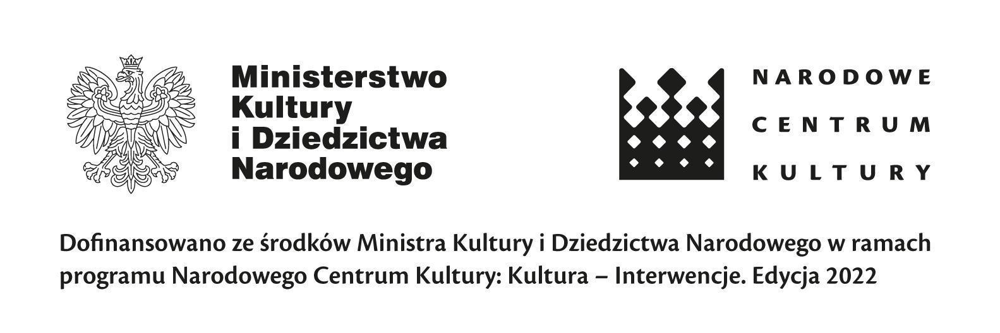 Ministerstwo
Kultury
i Dziedzictwa
Narodowego
NARODOWE
CENTRUM
KULTURY
Dofinansowano ze środków Ministra Kultury i Dziedzictwa Narodowego w ramach
programu Narodowego Centrum Kultury: Kultura – Interwencje. Edycja 2022